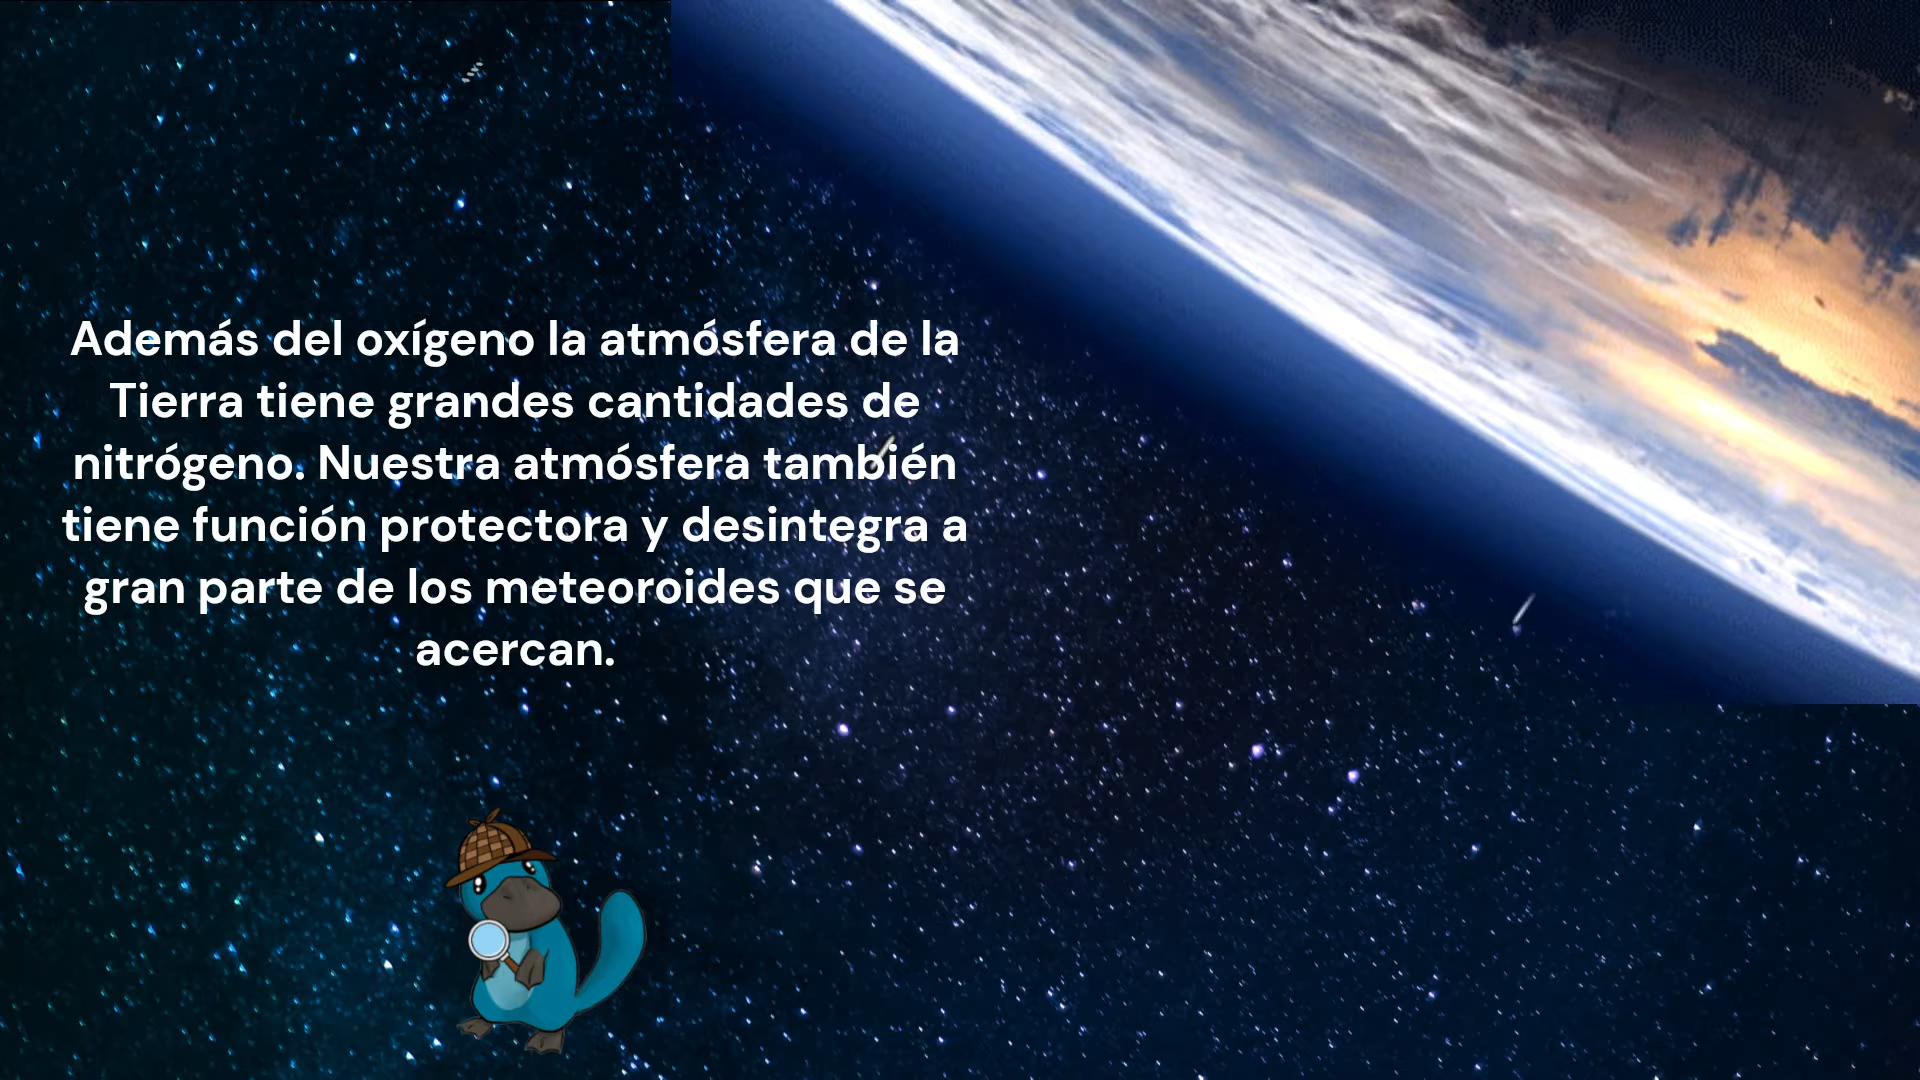 Además del oxígeno la atmósfera de la
Tierra tiene grandes cantidades de
nitrógeno. Nuestra atmósfera también
tiene función protectora y desintegra a
gran parte de los meteoroides que se
acercan.